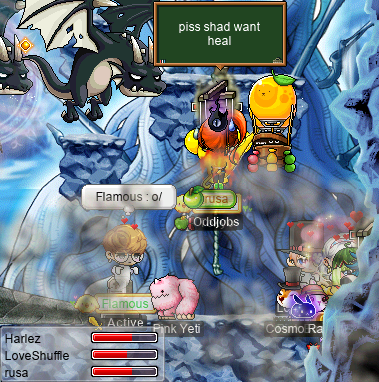 piss shad want
heal
Flamous : o/
rusa
Oddjobs
Flamous
Active
Pink Yeti
Cosmo Ra
Harlez
LoveShuffle
rusa